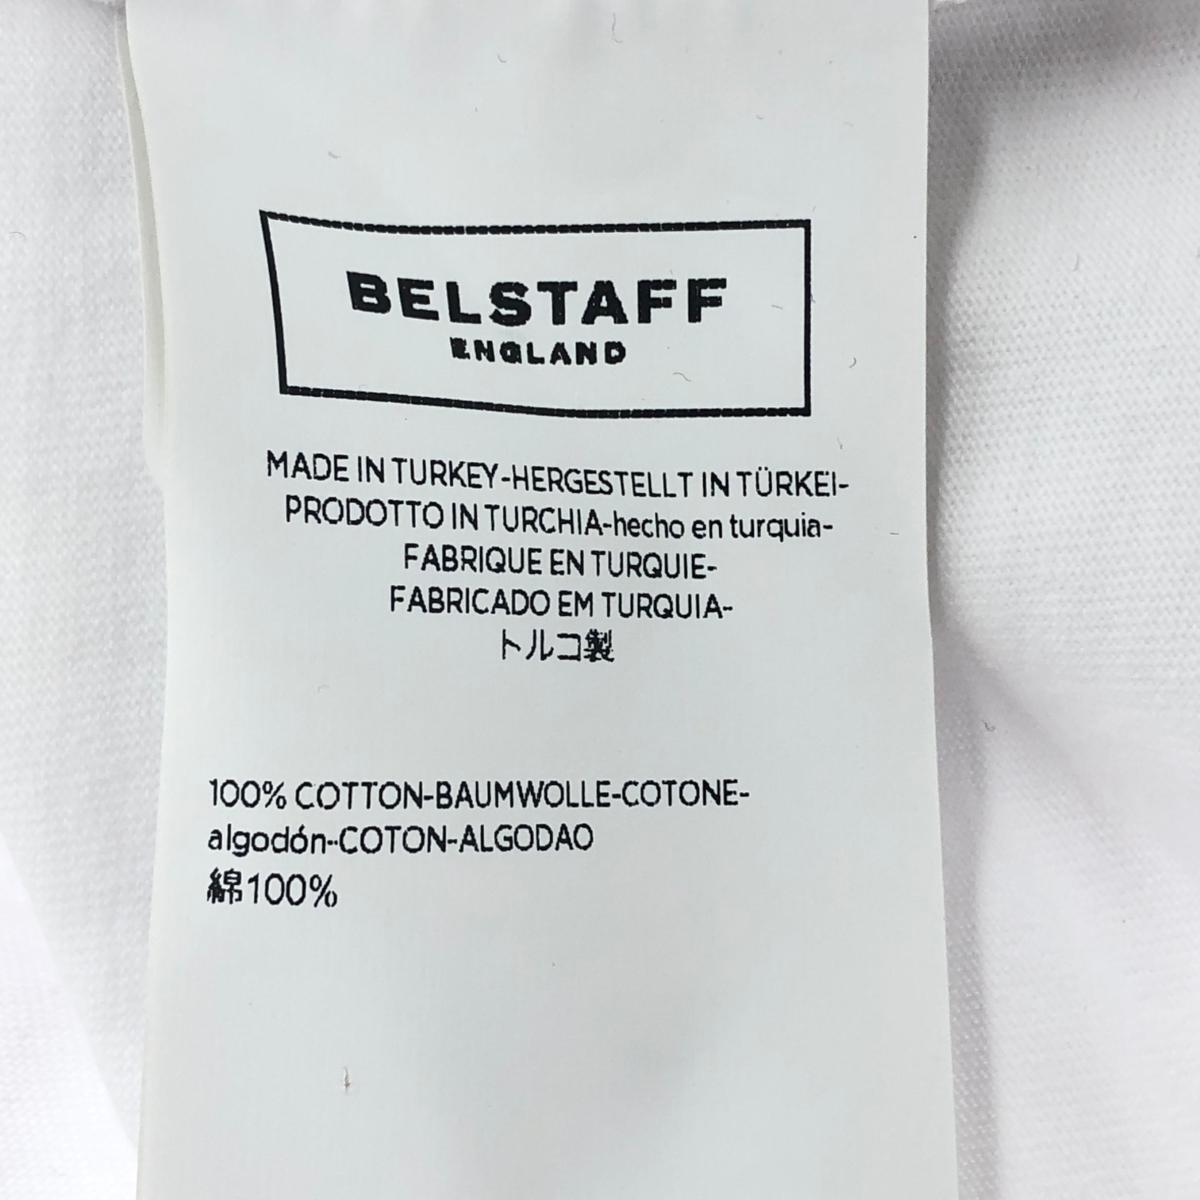 BELSTAFF
ENGLAND
MADE IN TURKEY-HERGESTELLT IN TÜRKEI-
PRODOTTO IN TURCHIA-hecho en turquia-
FABRIQUE EN TURQUIE-
FABRICADO EM TURQUIA-
トルコ製
100% COTTON-BAUMWOLLE-COTONE-
algodón-COTON-ALGODAO
綿100%